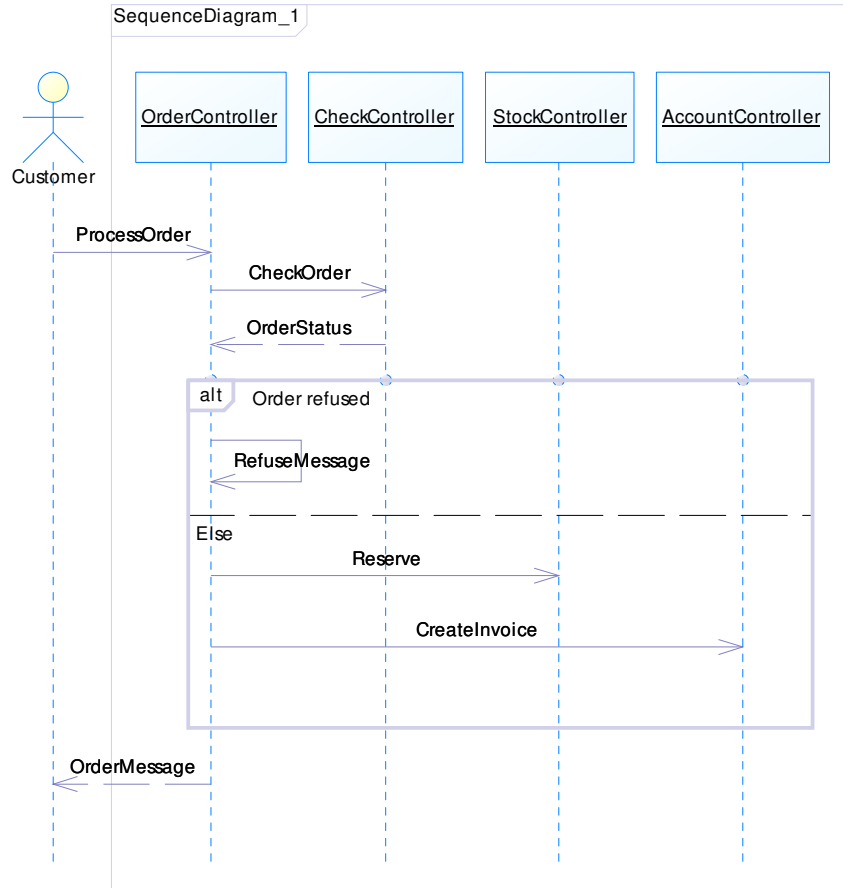 SequenceDiagram_1
OrderController
CheckController
StockController
AccountController
Customer
ProcessOrder
CheckOrder
OrderStatus
alt
Order refused
RefuseMessage
Else
Reserve
CreateInvoice
OrderMessage